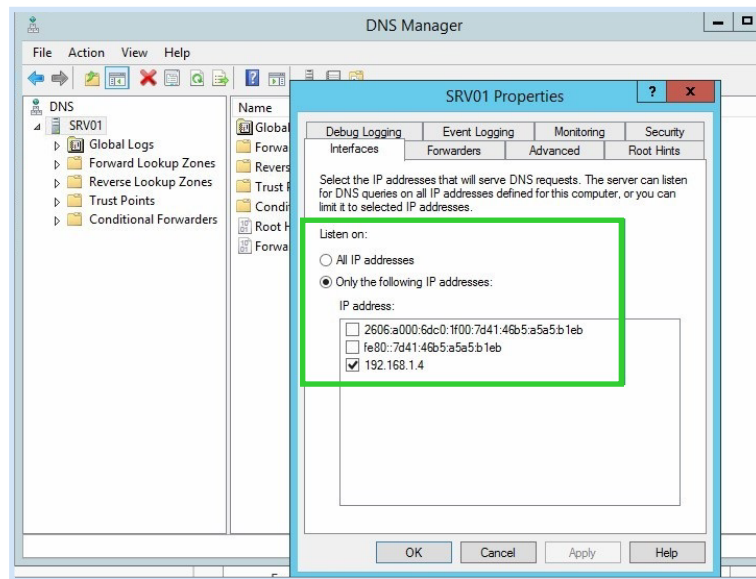 DNS Manager
File Action View Help
DNS
SRV01
Global Logs
Forward Lookup Zones
Reverse Lookup Zones
Trust Points
Conditional Forwarders
Name
SRV01 Properties
? x
Debug Logging Event Logging Monitoring Security
Interfaces Forwarders Advanced Root Hints
Select the IP addresses that will serve DNS requests. The server can listen
for DNS queries on all IP addresses defined for this computer, or you can
limit it to selected IP addresses.
Listen on:
All IP addresses
Only the following IP addresses:
IP address:
2606:a000:6dc0:1f00:7d41:46b5:a5a5:b1eb
fe80::7d41:46b5:a5a5:b1eb
192.168.1.4
OK Cancel Apply Help